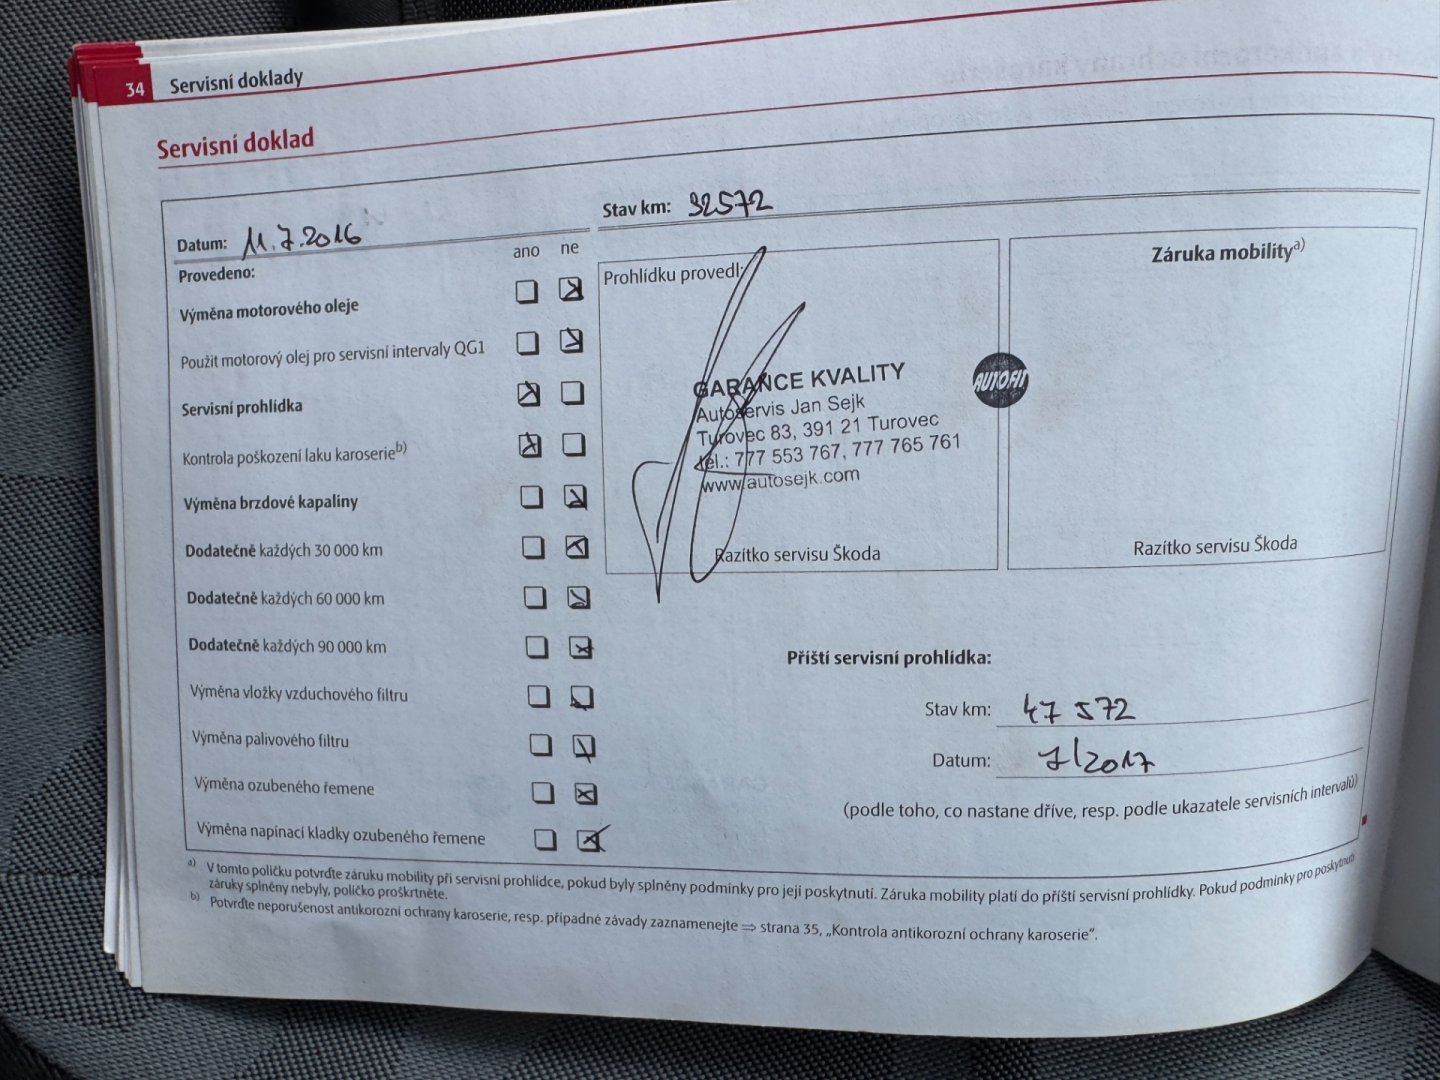 34 Servisní doklady
Servisní doklad
Datum: 11.7.2016
Stav km: 32572
Provedeno:
ano ne
Výměna motorového oleje
Použit motorový olej pro servisní intervaly QG1
Servisní prohlídka
Kontrola poškození laku karoserie b)
Výměna brzdové kapaliny
Dodatečně každých 30 000 km
Dodatečně každých 60 000 km
Dodatečně každých 90 000 km
Výměna vložky vzduchového filtru
Výměna palivového filtru
Výměna ozubeného řemene
Výměna napínací kladky ozubeného řemene
Prohlídku provedl:
GARANCE KVALITY
Autoservis Jan Sejk
Turovec 83, 391 21 Turovec
tel.: 777 553 767, 777 765 761
www.autosejk.com
Razítko servisu Škoda
AUTOFIT
Záruka mobility a)
Razítko servisu Škoda
Příští servisní prohlídka:
Stav km: 47 572
Datum: 7/2017
(podle toho, co nastane dříve, resp. podle ukazatele servisních intervalů)
a) V tomto políčku potvrďte záruku mobility při servisní prohlídce, pokud byly splněny podmínky pro její poskytnutí. Záruka mobility platí do příští servisní prohlídky. Pokud podmínky pro poskytnutí
záruky splněny nebyly, políčko proškrtněte.
b) Potvrďte neporušenost antikorozní ochrany karoserie, resp. případné závady zaznamenejte ⇒ strana 35, „Kontrola antikorozní ochrany karoserie“.